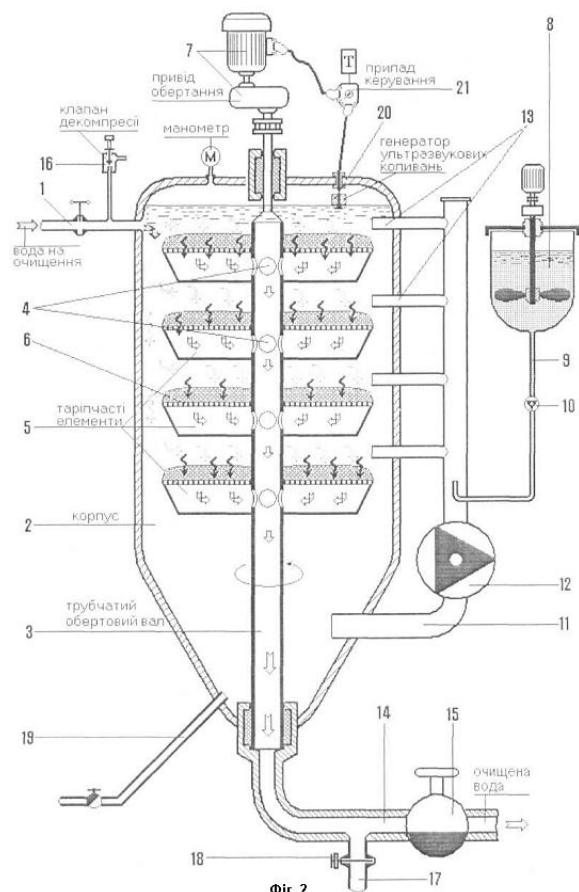 7
8
привід
обертання
прилад
керування
Т
21
клапан
декомпресії
16
манометр
М
20
13
генератор
ультразвукових
коливань
1
вода на
очищення
4
9
6
10
таріпчасті
елементи
5
2
корпус
12
трубчатий
обертовий вал
3
11
14
15
19
очищена
вода
18
17
Фіг. 2